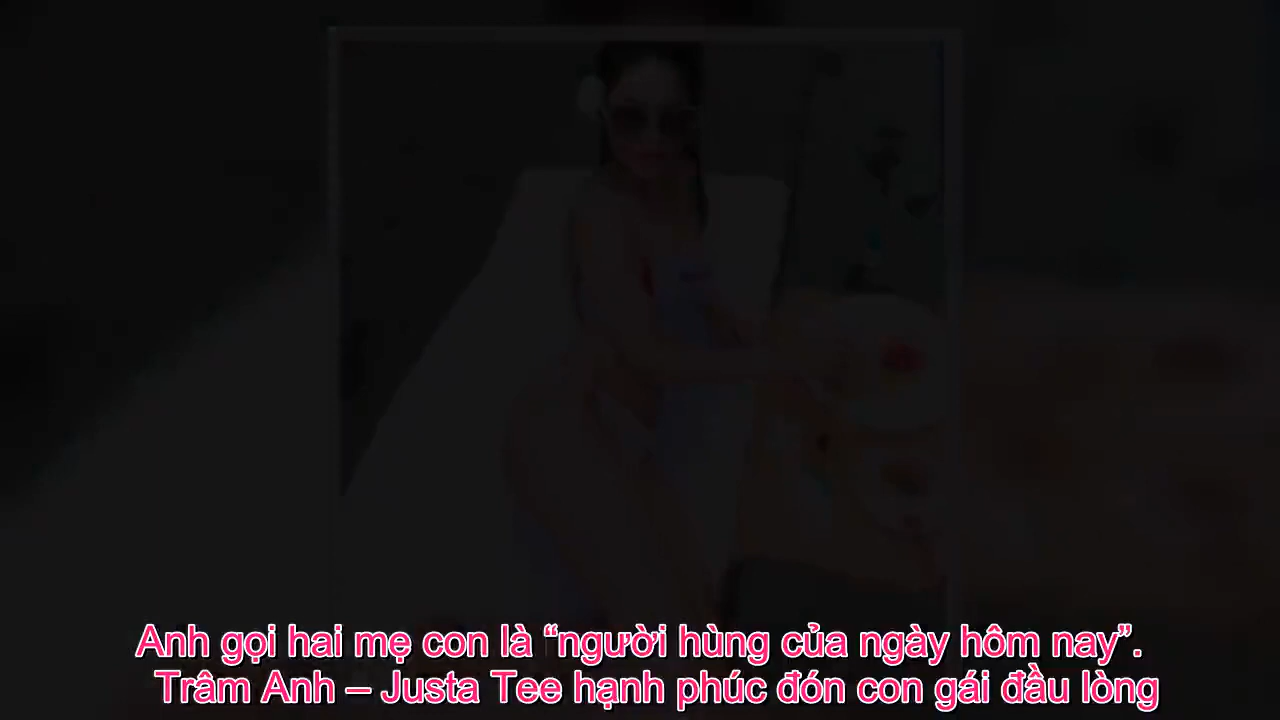 Anh gọi hai mẹ con là “người hùng của ngày hôm nay”.
Trâm Anh – Justa Tee hạnh phúc đón con gái đầu lòng